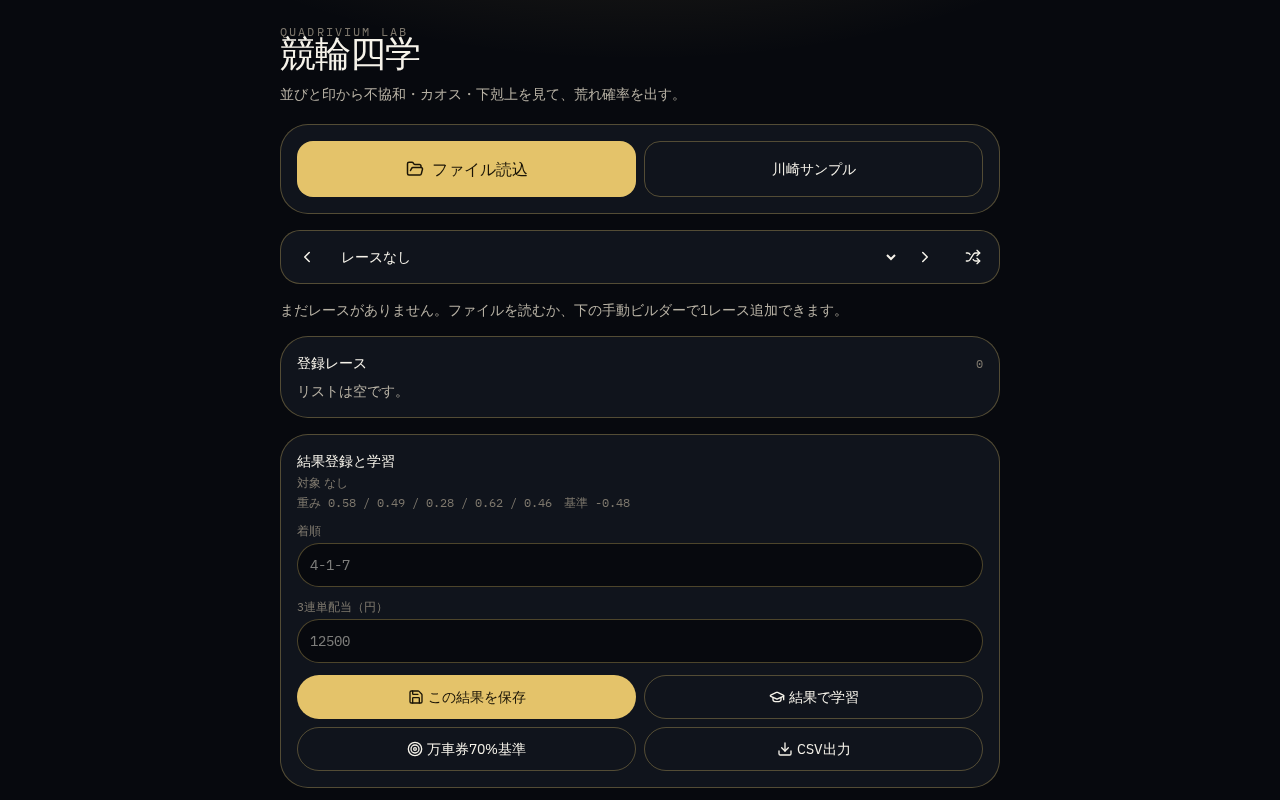 QUADRIVIUM LAB
競輪四学
並びと印から不協和・カオス・下剋上を見て、荒れ確率を出す。
ファイル読込
川崎サンプル
レースなし
まだレースがありません。ファイルを読むか、下の手動ビルダーで1レース追加できます。
登録レース 0
リストは空です。
結果登録と学習
対象 なし
重み 0.58 / 0.49 / 0.28 / 0.62 / 0.46 基準 -0.48
着順
4-1-7
3連単配当（円）
12500
この結果を保存
結果で学習
万車券70%基準
CSV出力